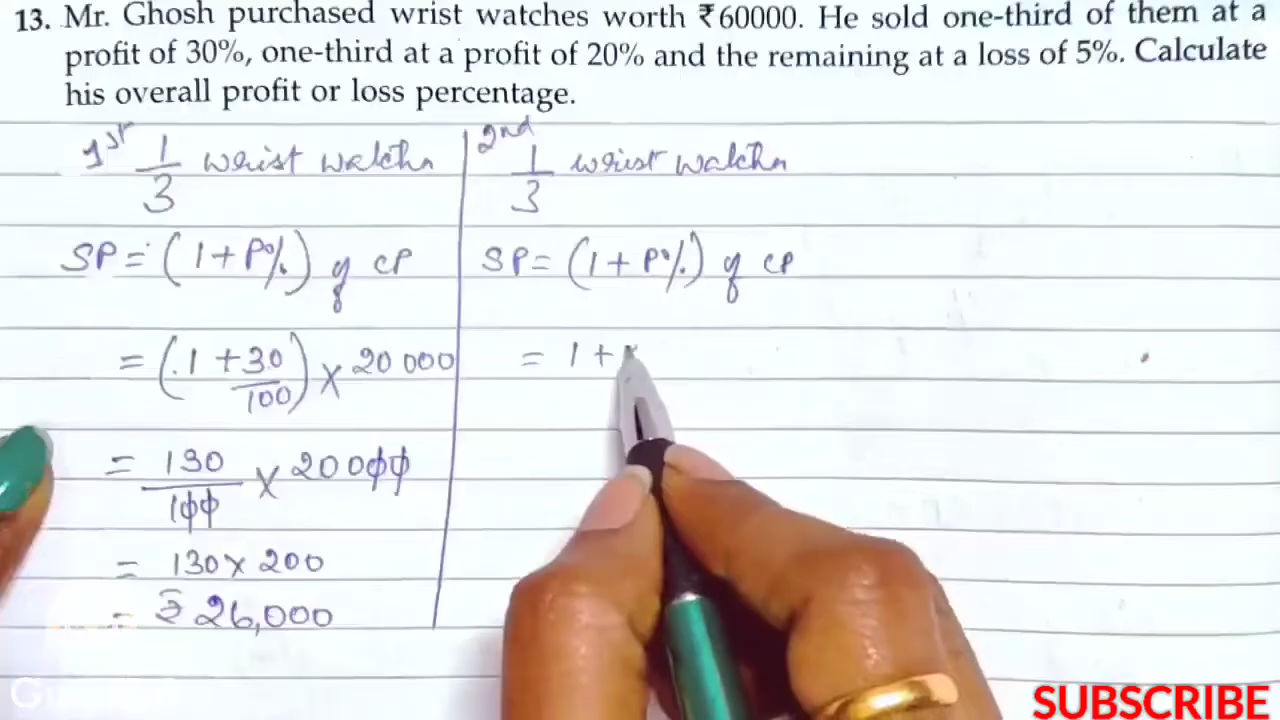 13. Mr. Ghosh purchased wrist watches worth ₹60000. He sold one-third of them at a
profit of 30%, one-third at a profit of 20% and the remaining at a loss of 5%. Calculate
his overall profit or loss percentage.
1st 1/3 wrist
SP = (1 + P%) of CP
= (1 + 30/100) × 20 000
= 130/100 × 20000
= 130 × 200
= ₹ 26,000
2nd 1/3 wrist
SP = (1 + P%) of CP
= 1 +
SUBSCRIBE